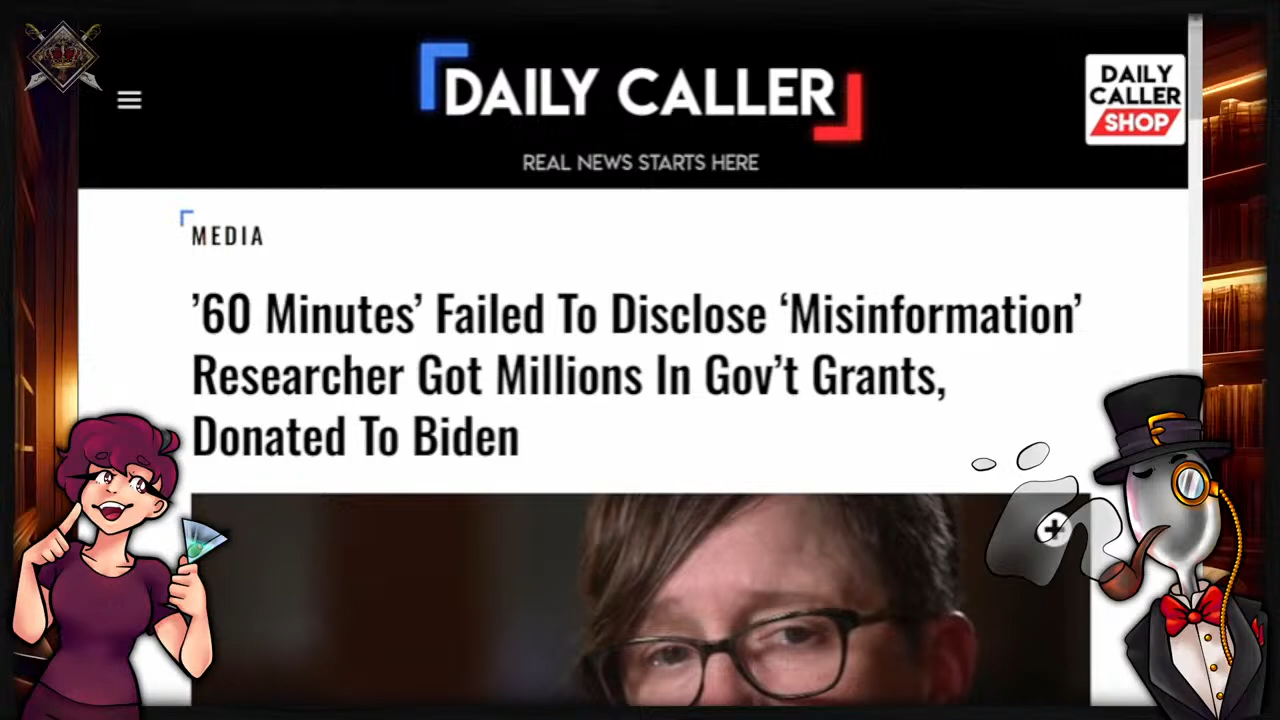 DAILY CALLER
REAL NEWS STARTS HERE
DAILY
CALLER
SHOP
MEDIA
’60 Minutes’ Failed To Disclose ‘Misinformation’
Researcher Got Millions In Gov’t Grants,
Donated To Biden